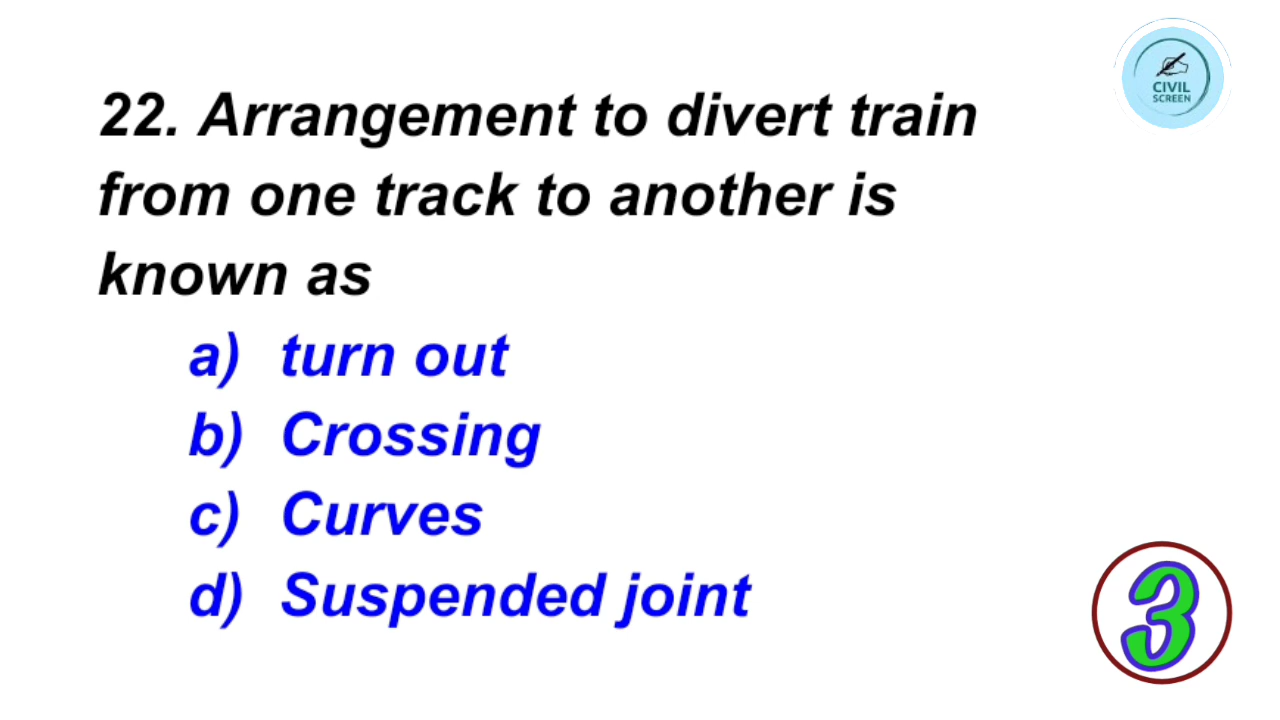 CIVIL
SCREEN
22. Arrangement to divert train
from one track to another is
known as
a) turn out
b) Crossing
c) Curves
d) Suspended joint
3